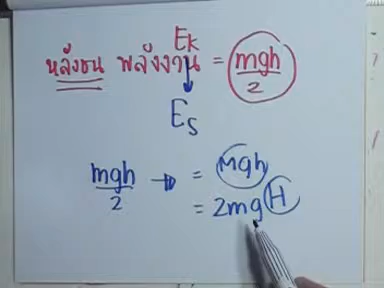 Ek
หลังชน พลังงาน = mgh/2
Es
mgh/2 → = Mgh
= 2mgH